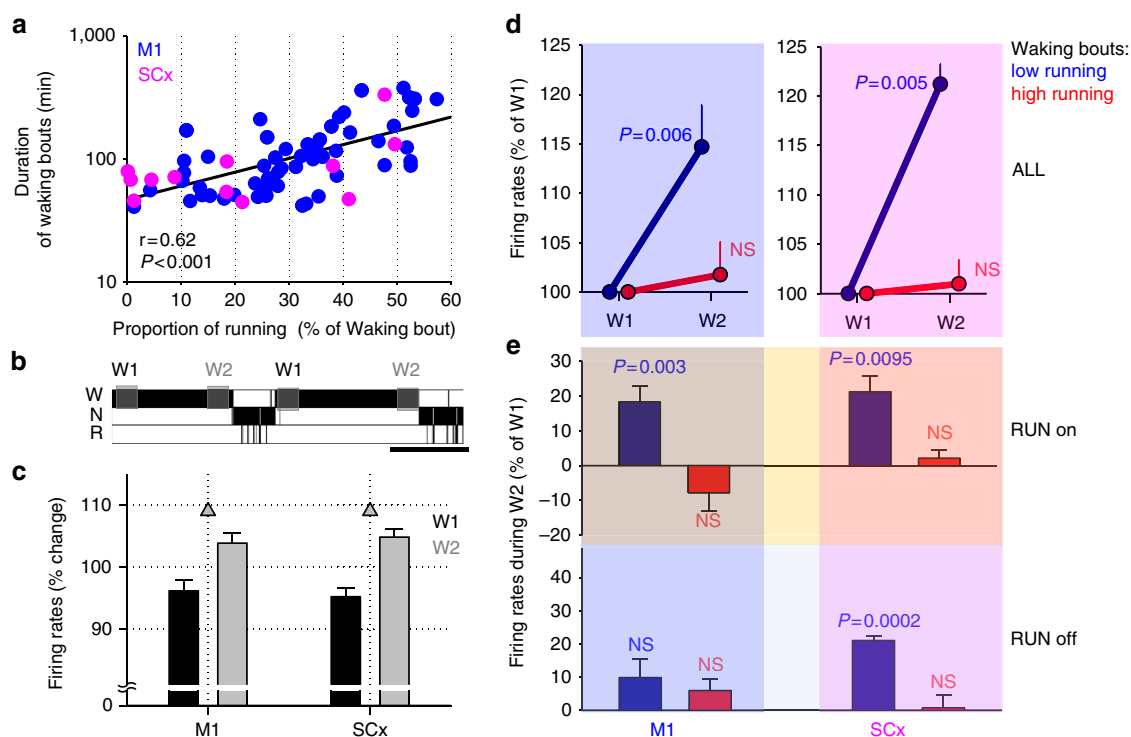 a
1,000
100
10
Duration
of waking bouts (min)
M1
SCx
r=0.62
P<0.001
0 10 20 30 40 50 60
Proportion of running (% of Waking bout)
b
W1 W2 W1 W2
W
N
R
c
Firing rates (% change)
110
100
90
0
W1
W2
M1 SCx
d
Firing rates (% of W1)
125
120
115
110
105
100
P=0.006
NS
W1 W2
125
120
115
110
105
100
P=0.005
NS
W1 W2
Waking bouts:
low running
high running
ALL
e
Firing rates during W2 (% of W1)
30
20
10
0
−10
−20
P=0.003
NS
P=0.0095
NS
RUN on
40
30
20
10
0
NS
NS
P=0.0002
NS
RUN off
M1 SCx